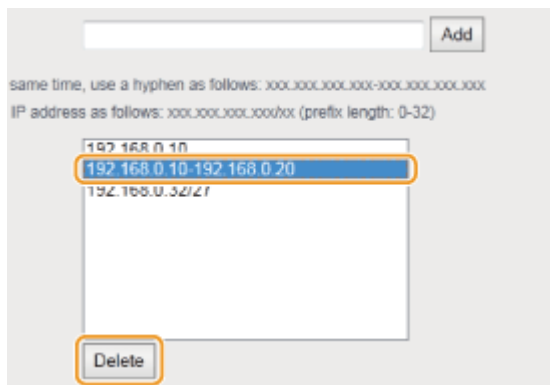 Add
same time, use a hyphen as follows: xxx.xxx.xxx.xxx-xxx.xxx.xxx.xxx
IP address as follows: xxx.xxx.xxx.xxx/xx (prefix length: 0-32)
192.168.0.10
192.168.0.10-192.168.0.20
192.168.0.32/27
Delete